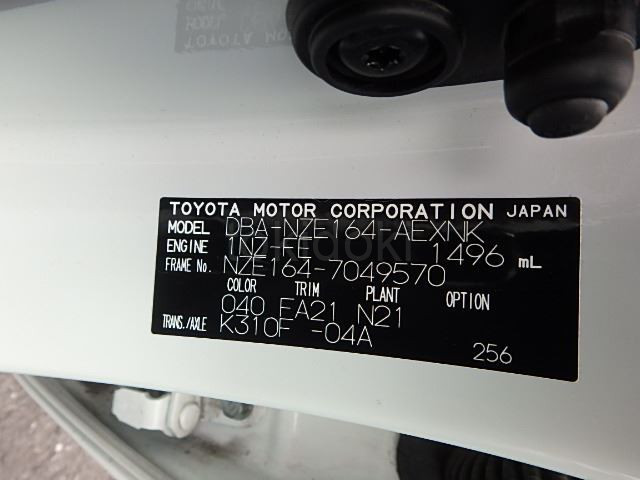 TOYOTA MOTOR CORPORATION JAPAN
MODEL DBA-NZE164-AEXNK
ENGINE 1NZ-FE 1496 mL
FRAME No. NZE164-7049570
COLOR TRIM PLANT OPTION
040 EA21 N21
TRANS./AXLE K310F -04A
256